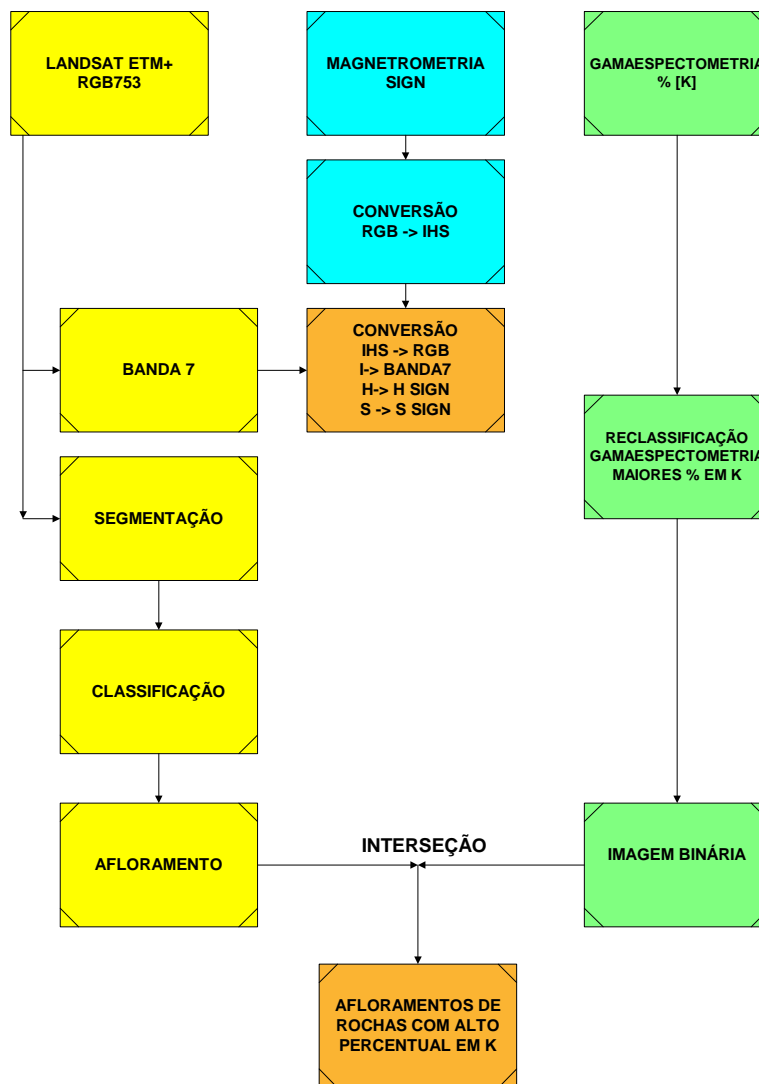 LANDSAT ETM+
RGB753
MAGNETROMETRIA
SIGN
GAMAESPECTOMETRIA
% [K]
CONVERSÃO
RGB -> IHS
BANDA 7
CONVERSÃO
IHS -> RGB
I-> BANDA7
H-> H SIGN
S -> S SIGN
RECLASSIFICAÇÃO
GAMAESPECTOMETRIA
MAIORES % EM K
SEGMENTAÇÃO
CLASSIFICAÇÃO
AFLORAMENTO
INTERSEÇÃO
IMAGEM BINÁRIA
AFLORAMENTOS DE
ROCHAS COM ALTO
PERCENTUAL EM K